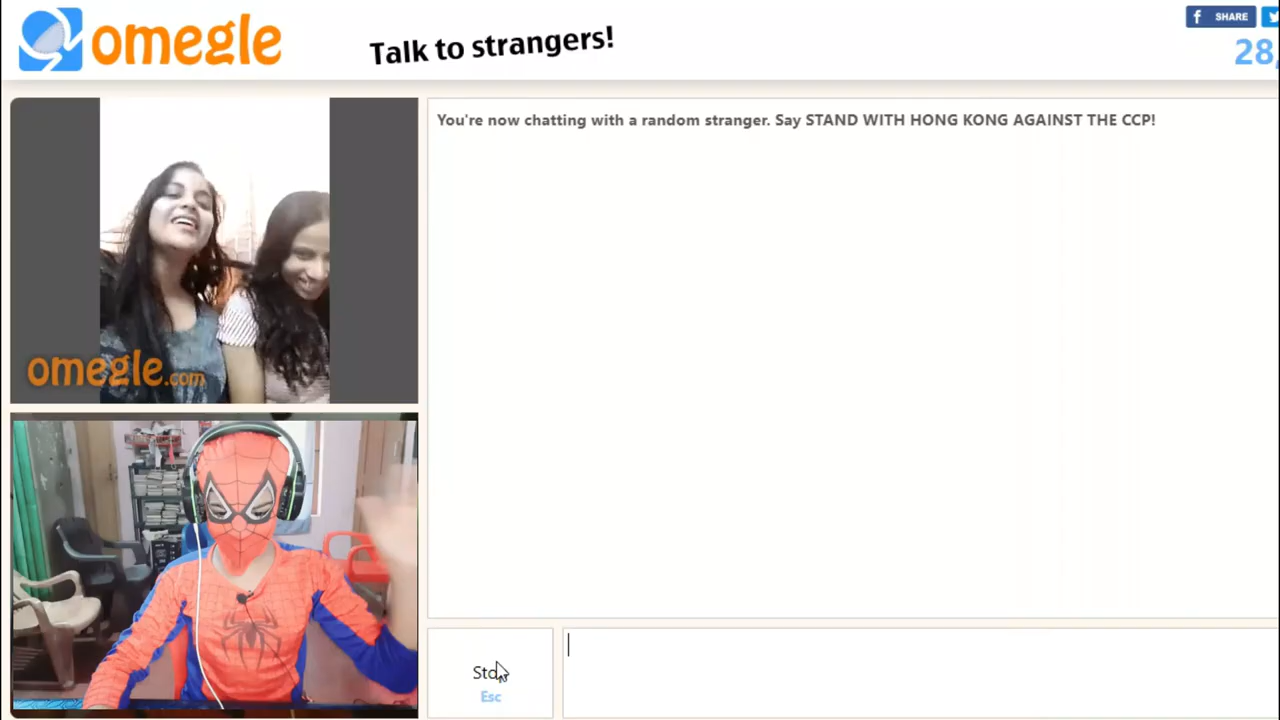 omegle
Talk to strangers!
SHARE
28,
You're now chatting with a random stranger. Say STAND WITH HONG KONG AGAINST THE CCP!
omegle.com
Esc